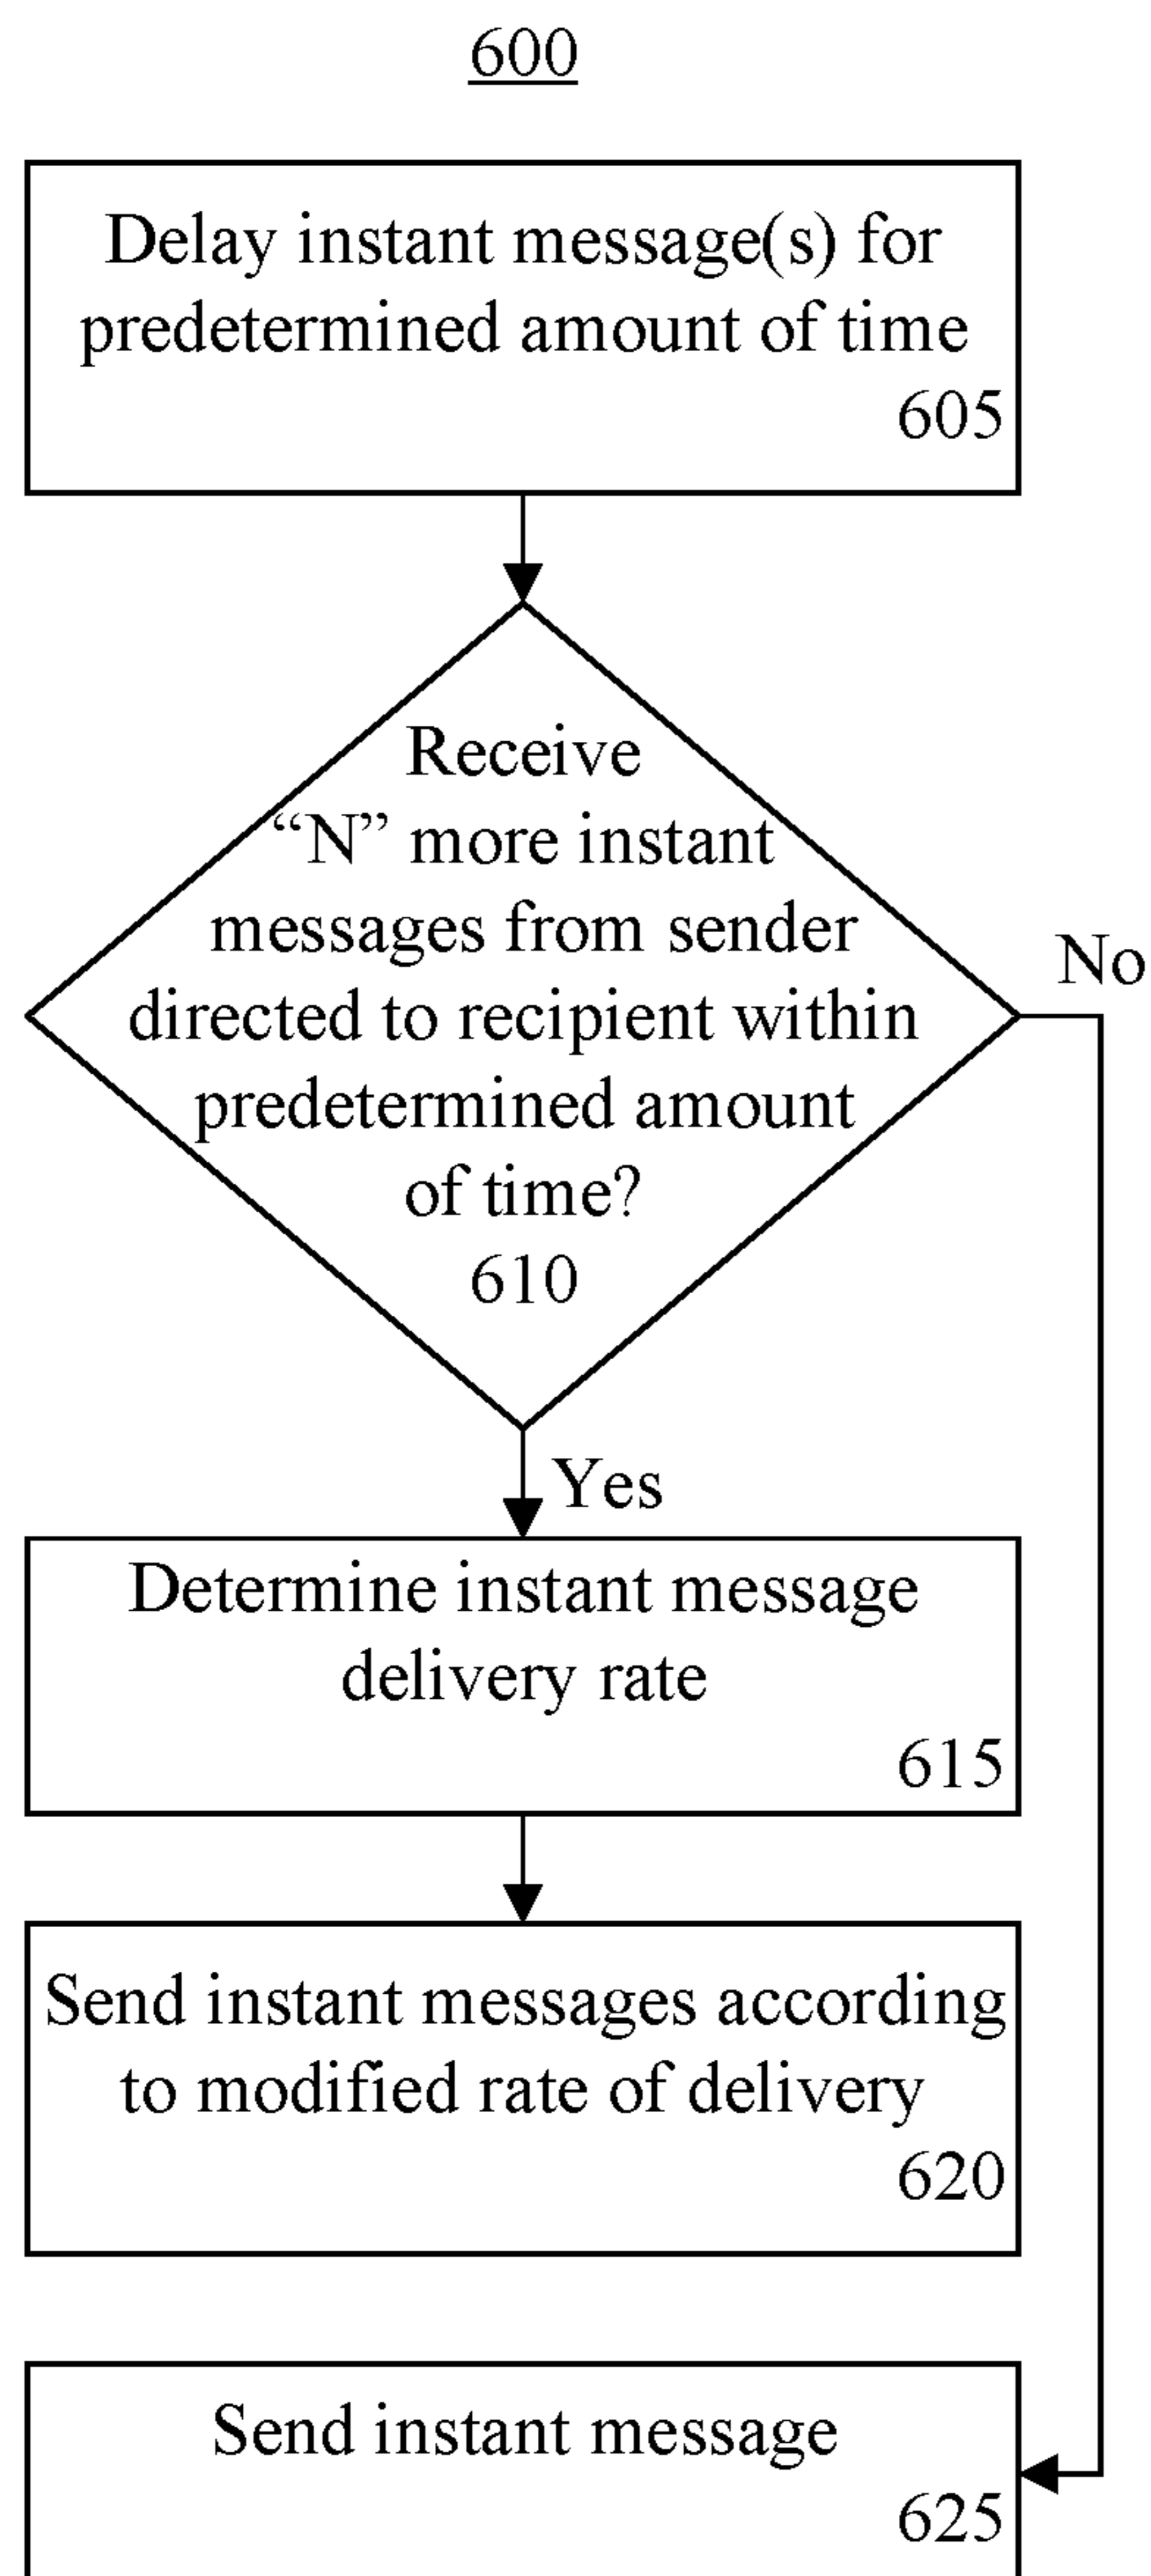 600
Delay instant message(s) for
predetermined amount of time
605
Receive
“N” more instant
messages from sender
directed to recipient within
predetermined amount
of time?
610
No
Yes
Determine instant message
delivery rate
615
Send instant messages according
to modified rate of delivery
620
Send instant message
625